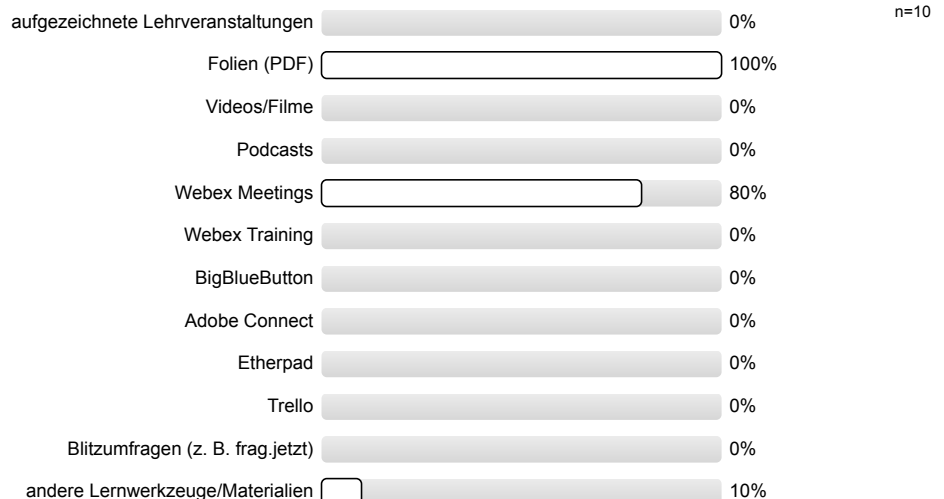 aufgezeichnete Lehrveranstaltungen 0% n=10
Folien (PDF) 100%
Videos/Filme 0%
Podcasts 0%
Webex Meetings 80%
Webex Training 0%
BigBlueButton 0%
Adobe Connect 0%
Etherpad 0%
Trello 0%
Blitzumfragen (z. B. frag.jetzt) 0%
andere Lernwerkzeuge/Materialien 10%